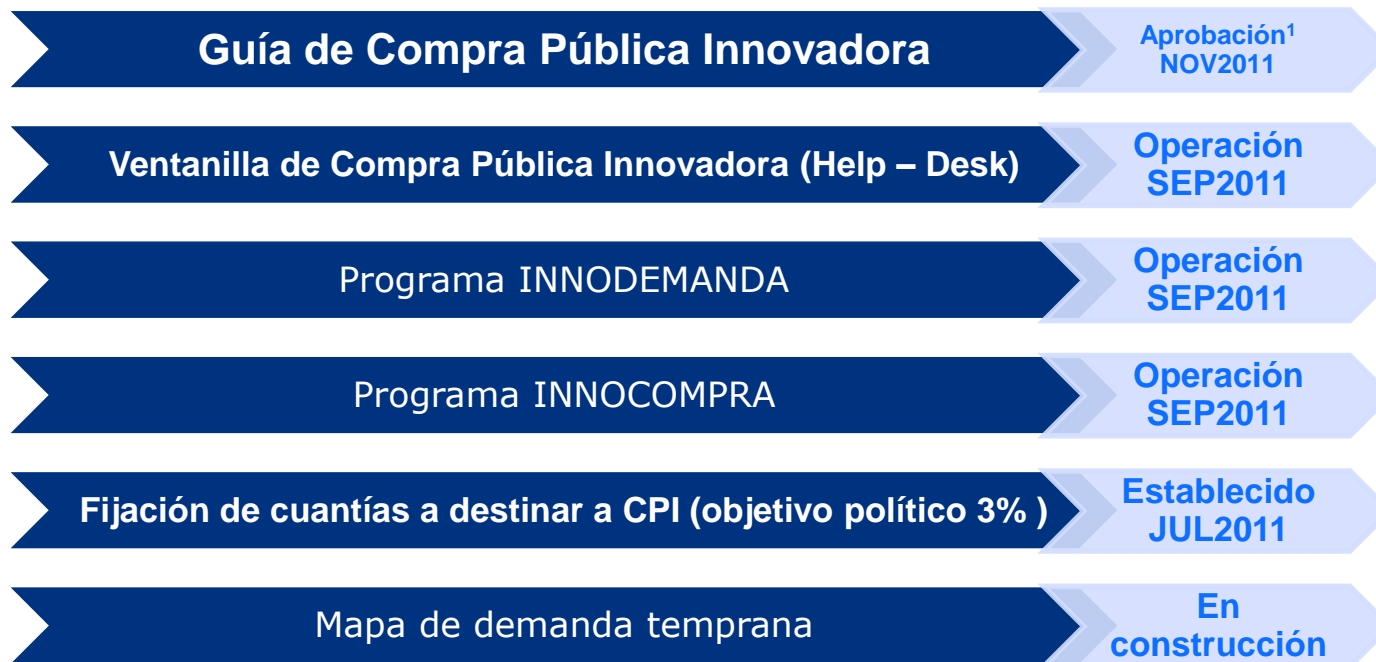 Guía de Compra Pública Innovadora
Aprobación¹
NOV2011
Ventanilla de Compra Pública Innovadora (Help – Desk)
Operación
SEP2011
Programa INNODEMANDA
Operación
SEP2011
Programa INNOCOMPRA
Operación
SEP2011
Fijación de cuantías a destinar a CPI (objetivo político 3% )
Establecido
JUL2011
Mapa de demanda temprana
En
construcción